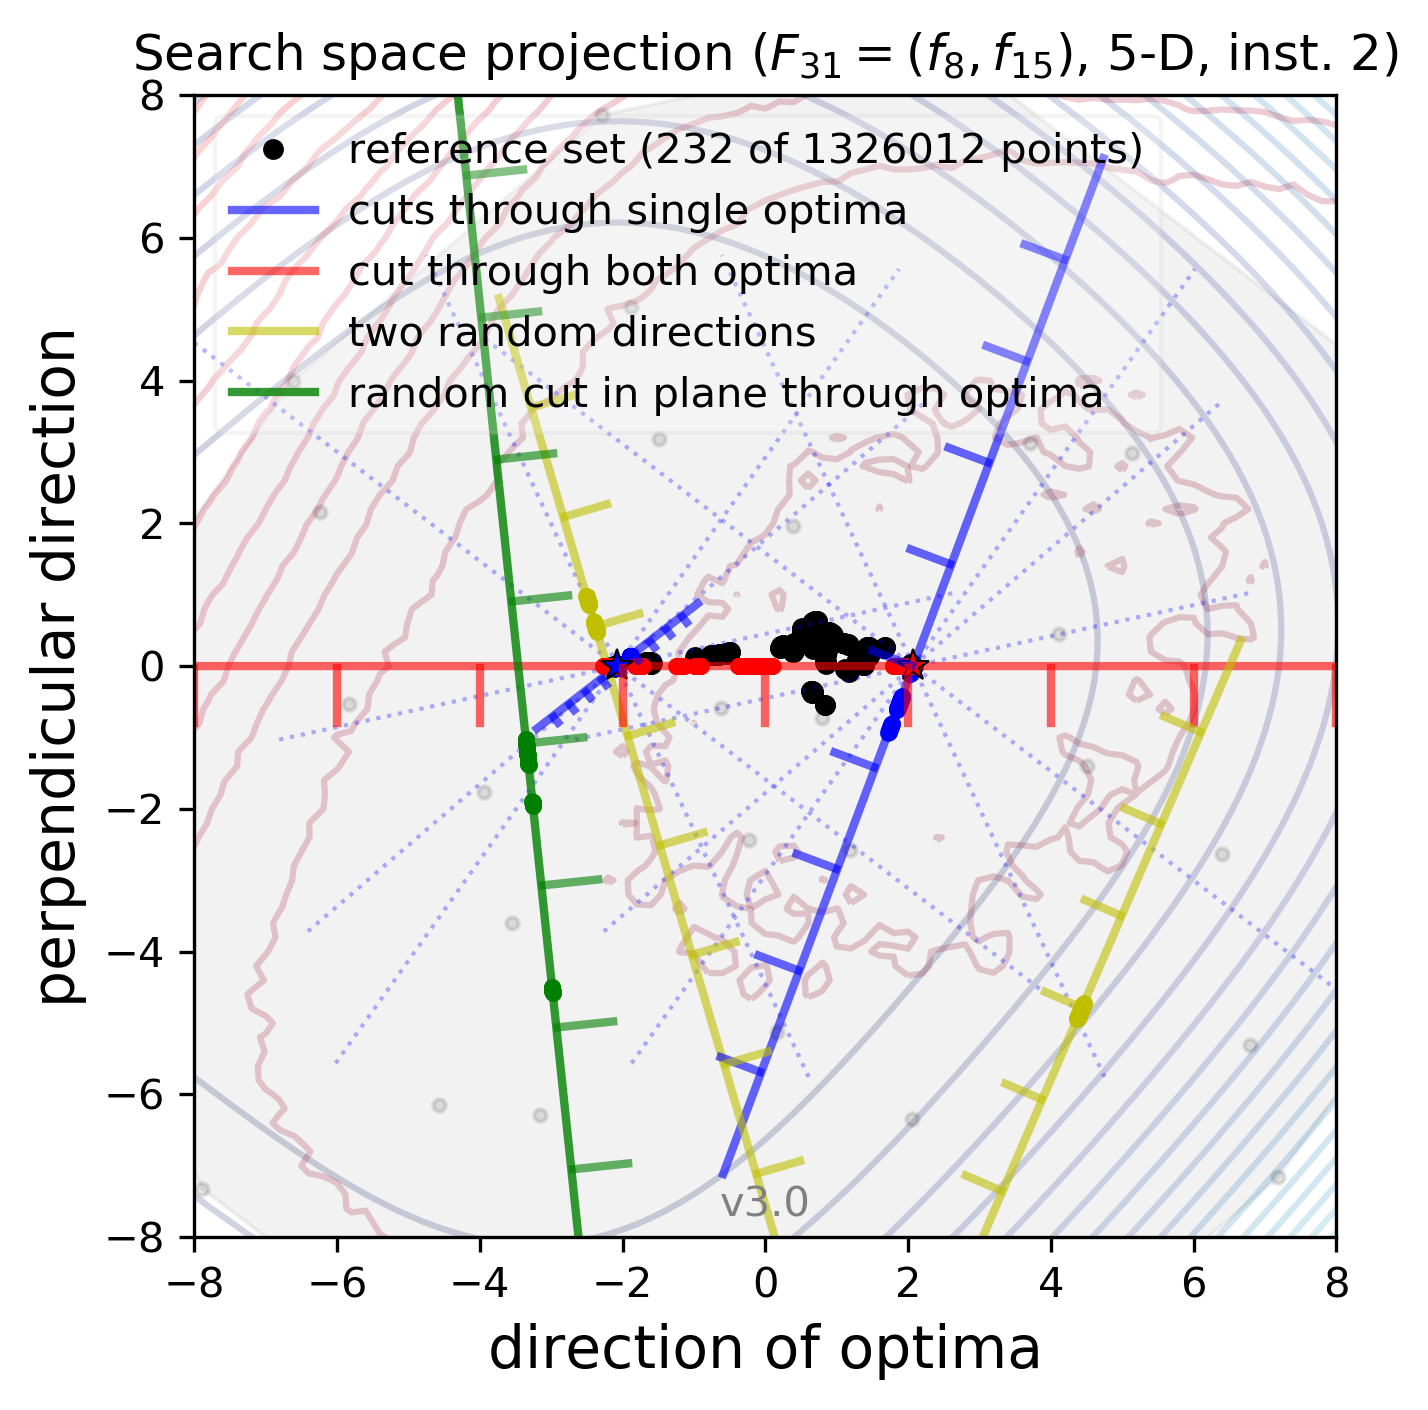 Search space projection (F31 = (f8, f15), 5-D, inst. 2)
reference set (232 of 1326012 points)
cuts through single optima
cut through both optima
two random directions
random cut in plane through optima
perpendicular direction
8
6
4
2
0
−2
−4
−6
−8
v3.0
−8 −6 −4 −2 0 2 4 6 8
direction of optima